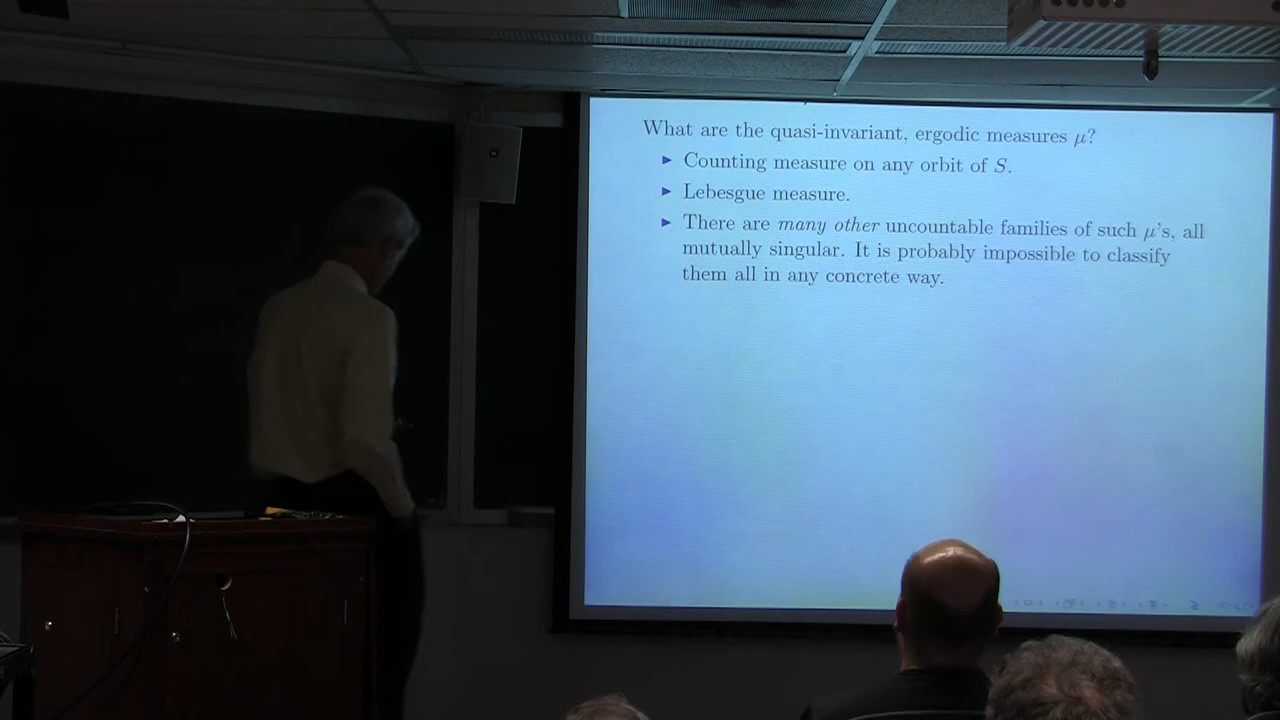 What are the quasi-invariant, ergodic measures μ?
▶ Counting measure on any orbit of S.
▶ Lebesgue measure.
▶ There are many other uncountable families of such μ's, all
mutually singular. It is probably impossible to classify
them all in any concrete way.